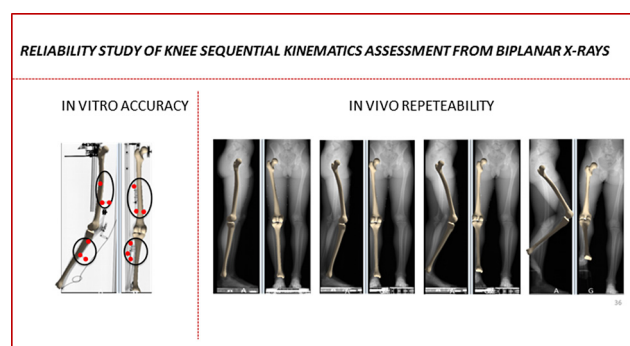 RELIABILITY STUDY OF KNEE SEQUENTIAL KINEMATICS ASSESSMENT FROM BIPLANAR X-RAYS
IN VITRO ACCURACY
IN VIVO REPETEABILITY
A
A G
36